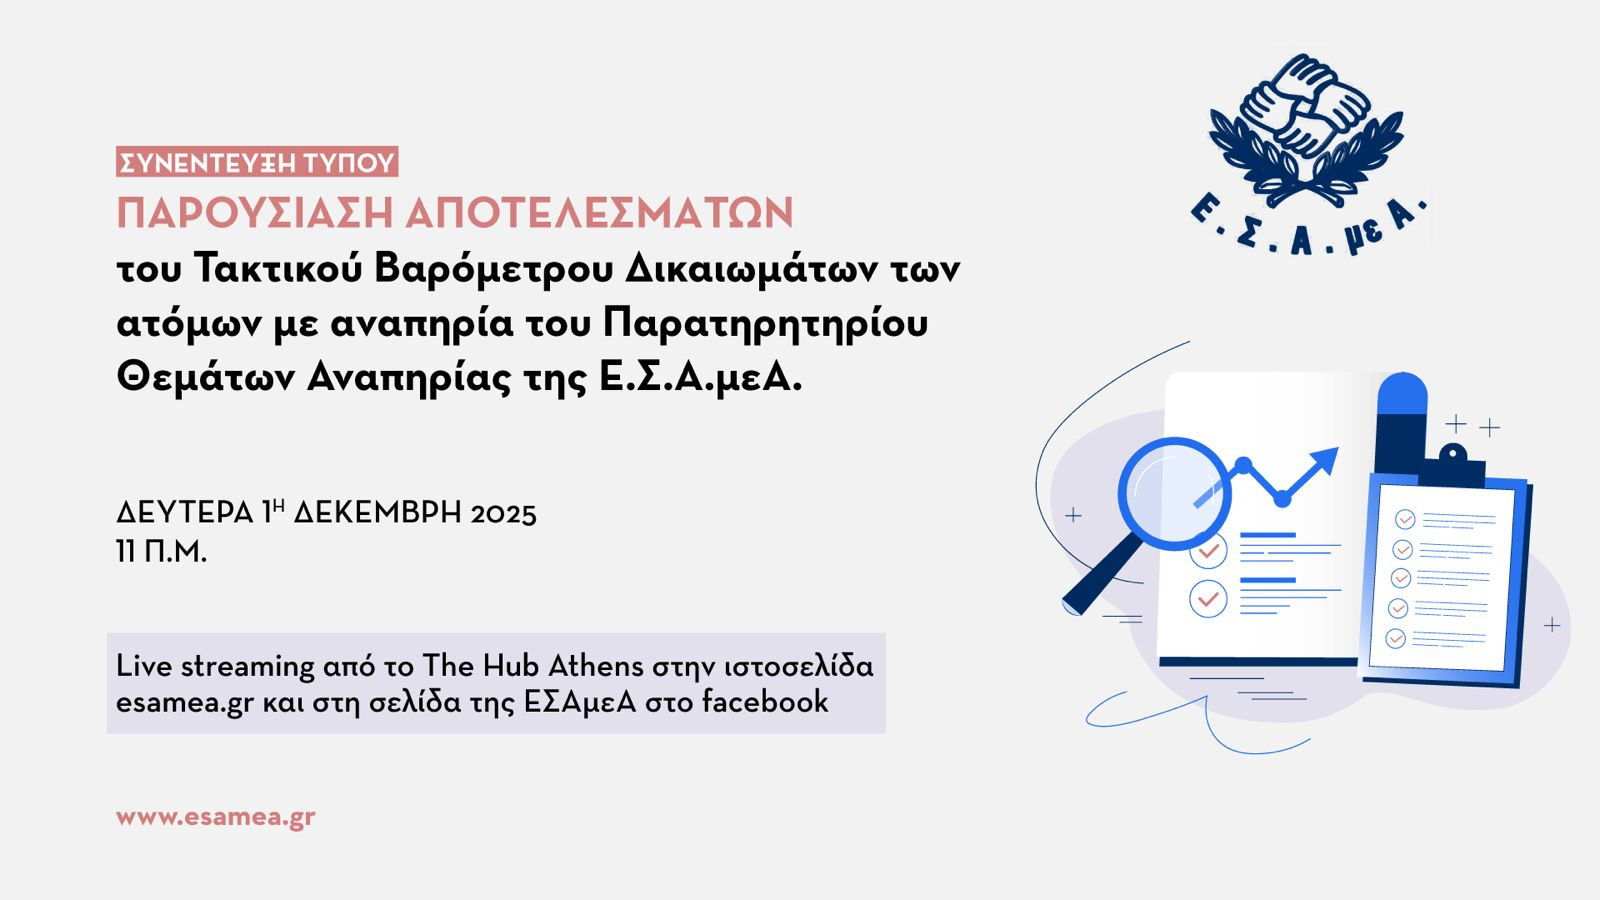 Ε.Σ.Α.με Α.
ΣΥΝΕΝΤΕΥΞΗ ΤΥΠΟΥ
ΠΑΡΟΥΣΙΑΣΗ ΑΠΟΤΕΛΕΣΜΑΤΩΝ
του Τακτικού Βαρόμετρου Δικαιωμάτων των
ατόμων με αναπηρία του Παρατηρητηρίου
Θεμάτων Αναπηρίας της Ε.Σ.Α.μεΑ.
ΔΕΥΤΕΡΑ 1Η ΔΕΚΕΜΒΡΗ 2025
11 Π.Μ.
Live streaming από το The Hub Athens στην ιστοσελίδα
esamea.gr και στη σελίδα της ΕΣΑμεΑ στο facebook
www.esamea.gr